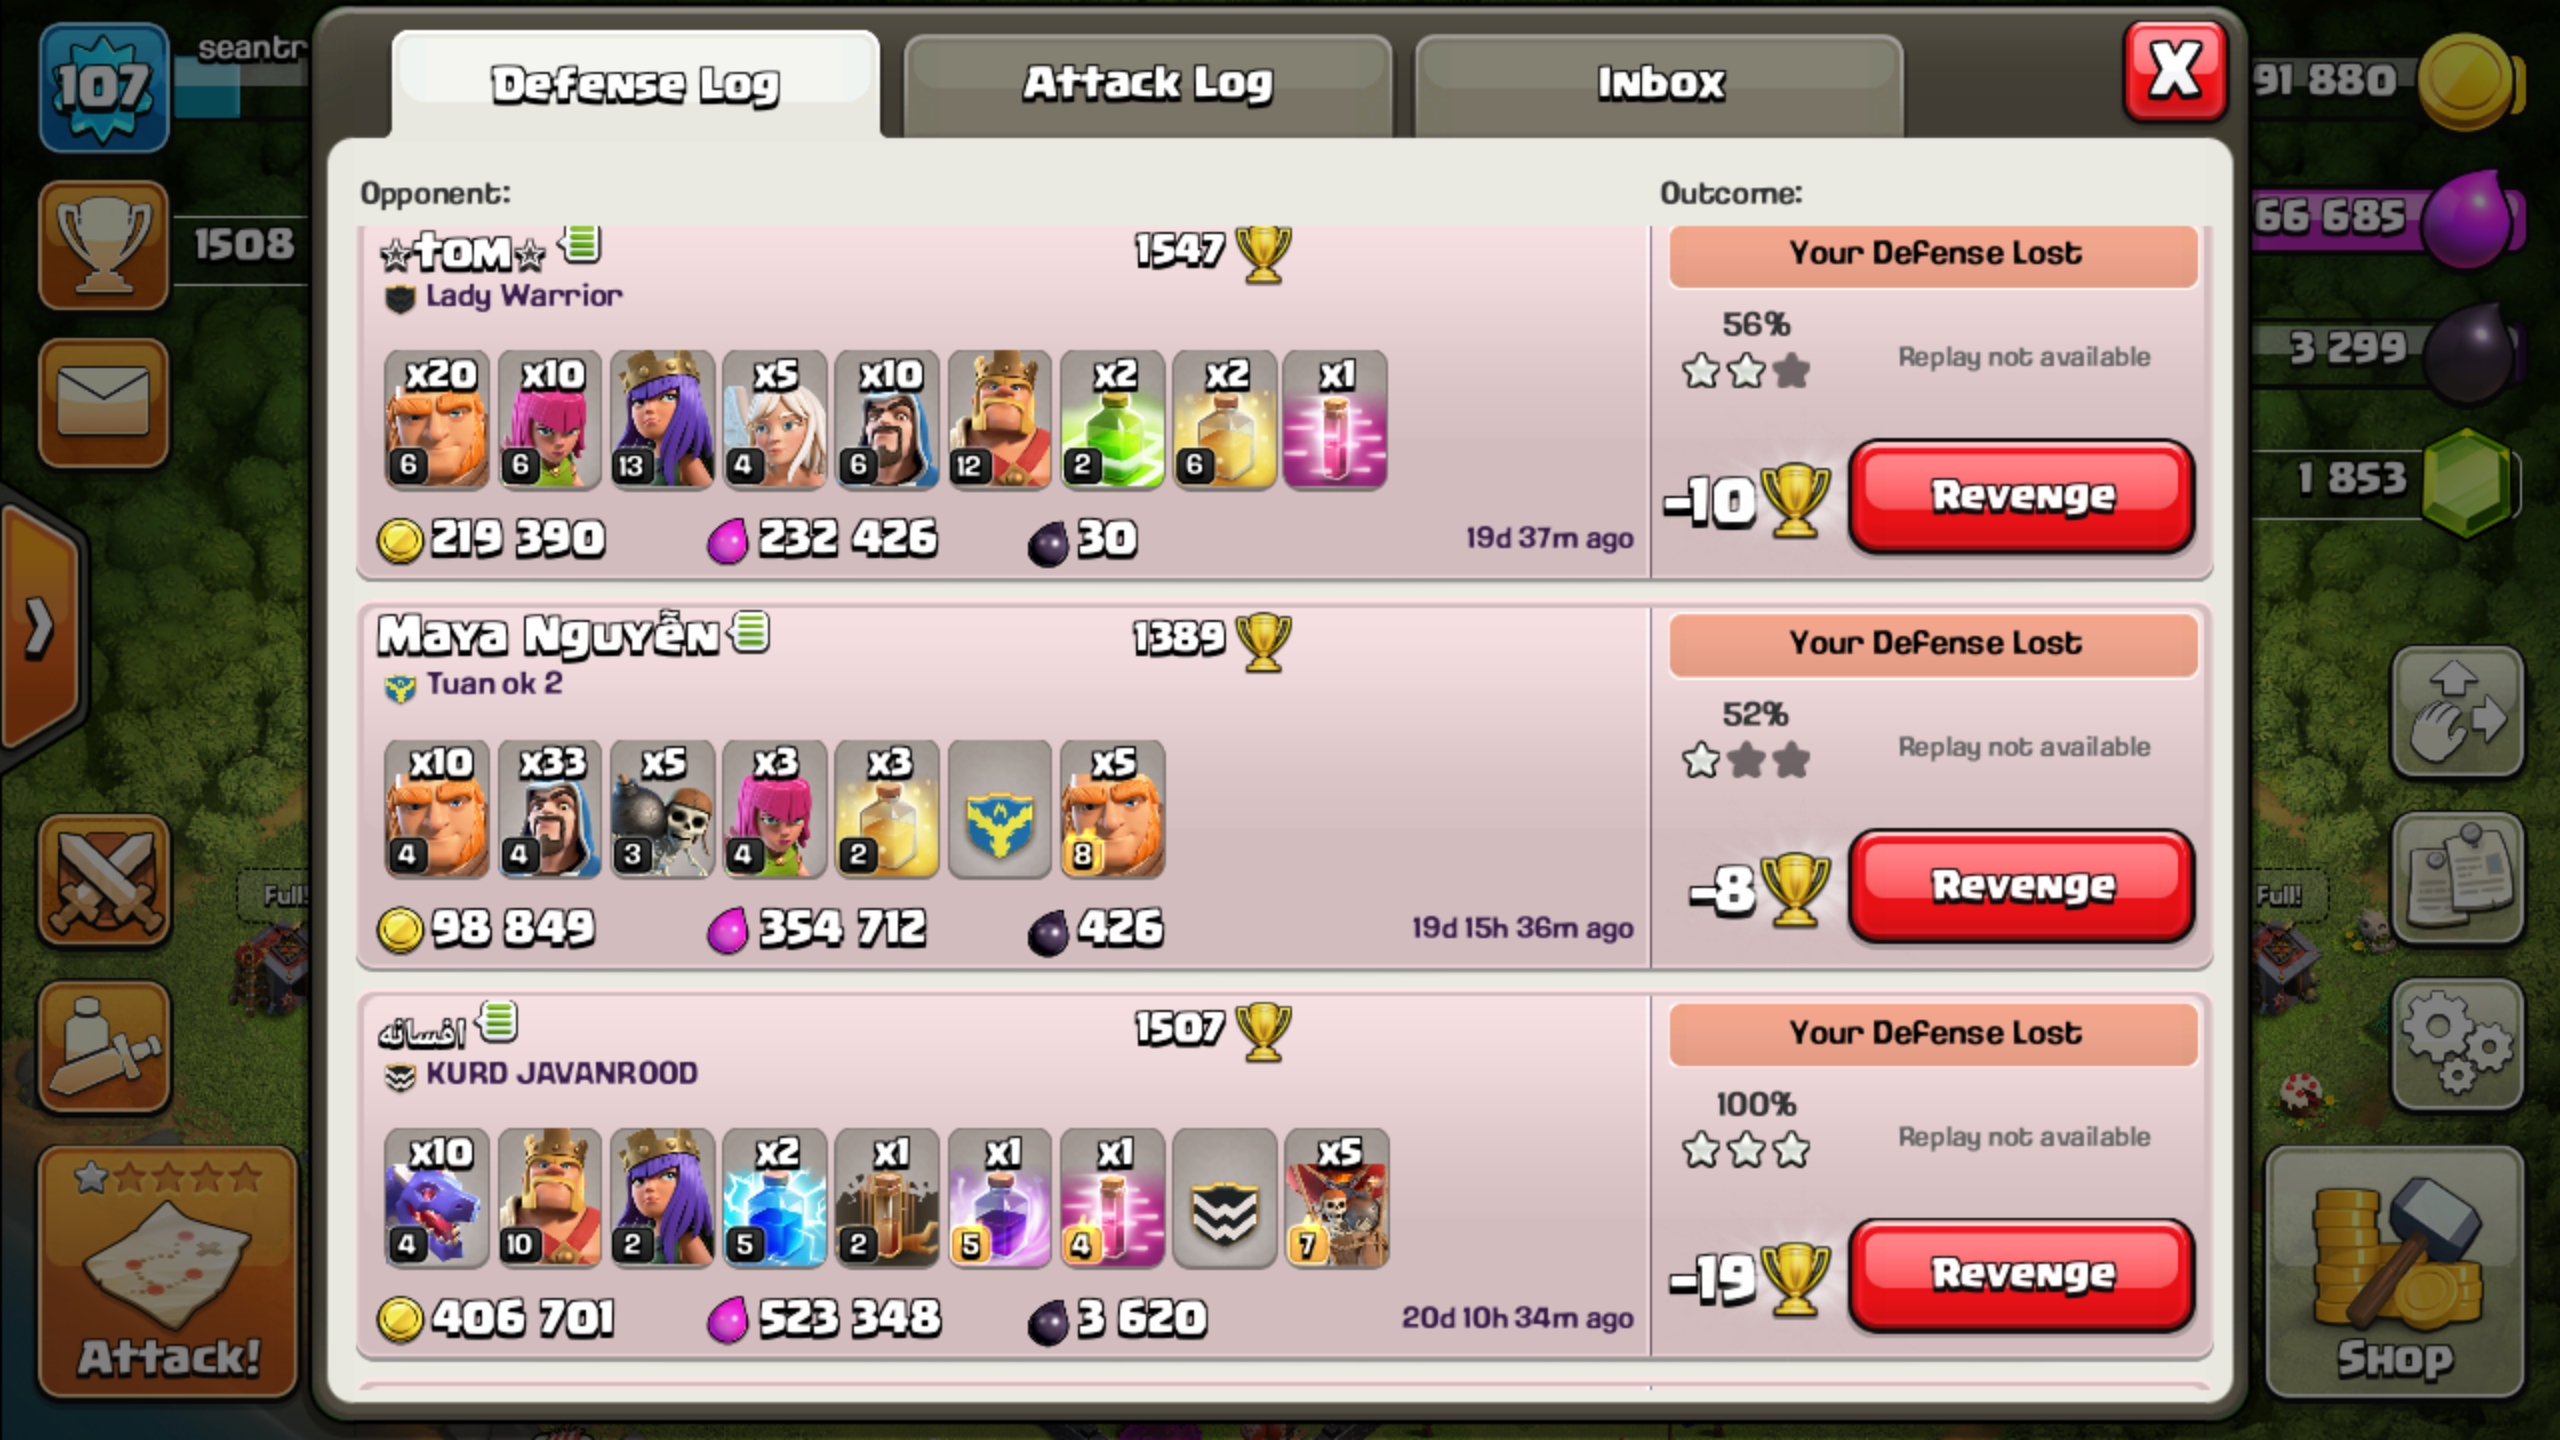 107
seantr
Defense Log
Attack Log
Inbox
X
91 880
Opponent:
Outcome:
1508
66 685
☆tom☆
1547
Your Defense Lost
Lady Warrior
56%
Replay not available
3 299
x20
x10
x5
x10
x2
x2
x1
6
6
13
4
6
12
2
6
-10
Revenge
1 853
219 390
232 426
30
19d 37m ago
Maya Nguyễn
1389
Your Defense Lost
Tuan ok 2
52%
Replay not available
x10
x33
x5
x3
x3
x5
4
4
3
4
2
8
-8
Revenge
Full!
Full!
98 849
354 712
426
19d 15h 36m ago
افسانه
1507
Your Defense Lost
KURD JAVANROOD
100%
Replay not available
x10
x2
x1
x1
x1
x5
4
10
2
5
2
5
4
7
-19
Revenge
406 701
523 348
3 620
20d 10h 34m ago
Attack!
Shop